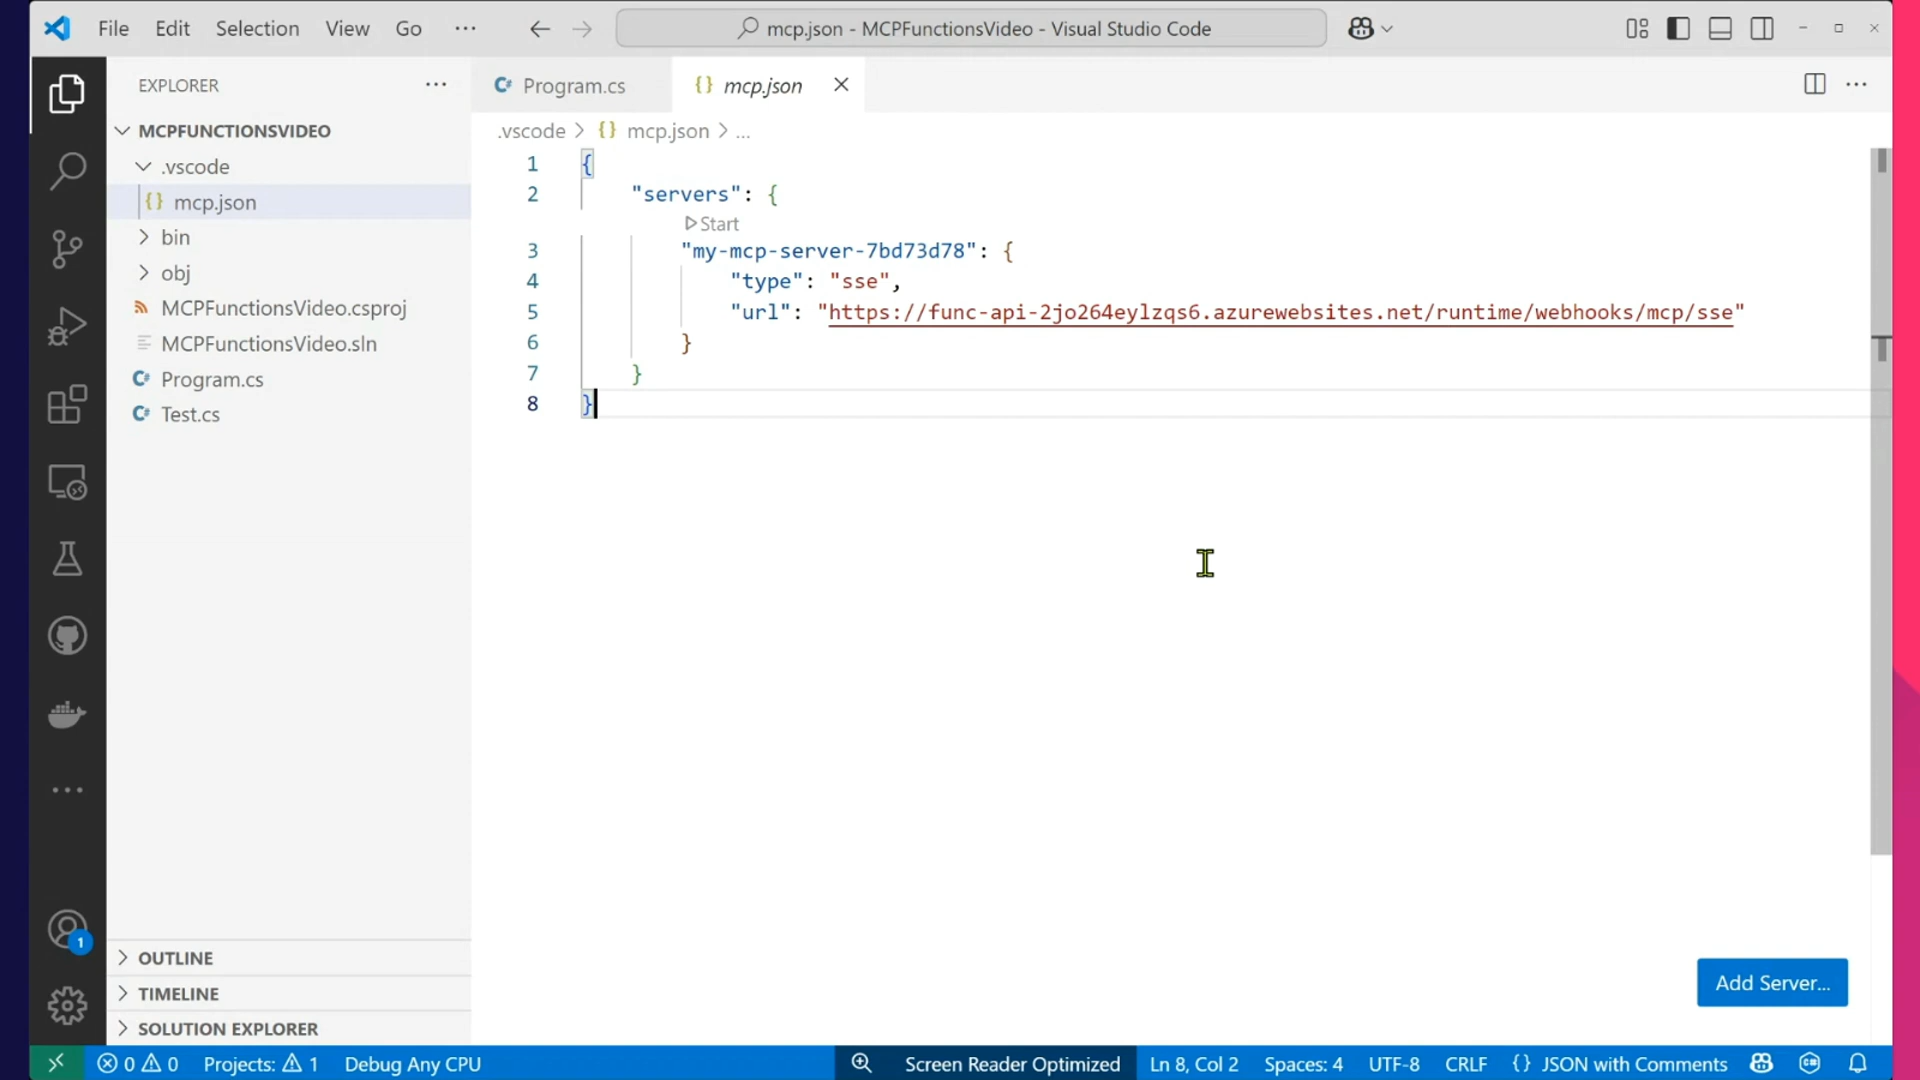 File Edit Selection View Go ···
mcp.json - MCPFunctionsVideo - Visual Studio Code
EXPLORER
MCPFUNCTIONSVIDEO
.vscode
mcp.json
bin
obj
MCPFunctionsVideo.csproj
MCPFunctionsVideo.sln
Program.cs
Test.cs
OUTLINE
TIMELINE
SOLUTION EXPLORER
1
Program.cs
mcp.json
.vscode > {} mcp.json > ...
1 {
2 "servers": {
Start
3 "my-mcp-server-7bd73d78": {
4 "type": "sse",
5 "url": "https://func-api-2jo264eylzqs6.azurewebsites.net/runtime/webhooks/mcp/sse"
6 }
7 }
8 }
Add Server...
0 0 Projects: 1 Debug Any CPU Screen Reader Optimized Ln 8, Col 2 Spaces: 4 UTF-8 CRLF {} JSON with Comments